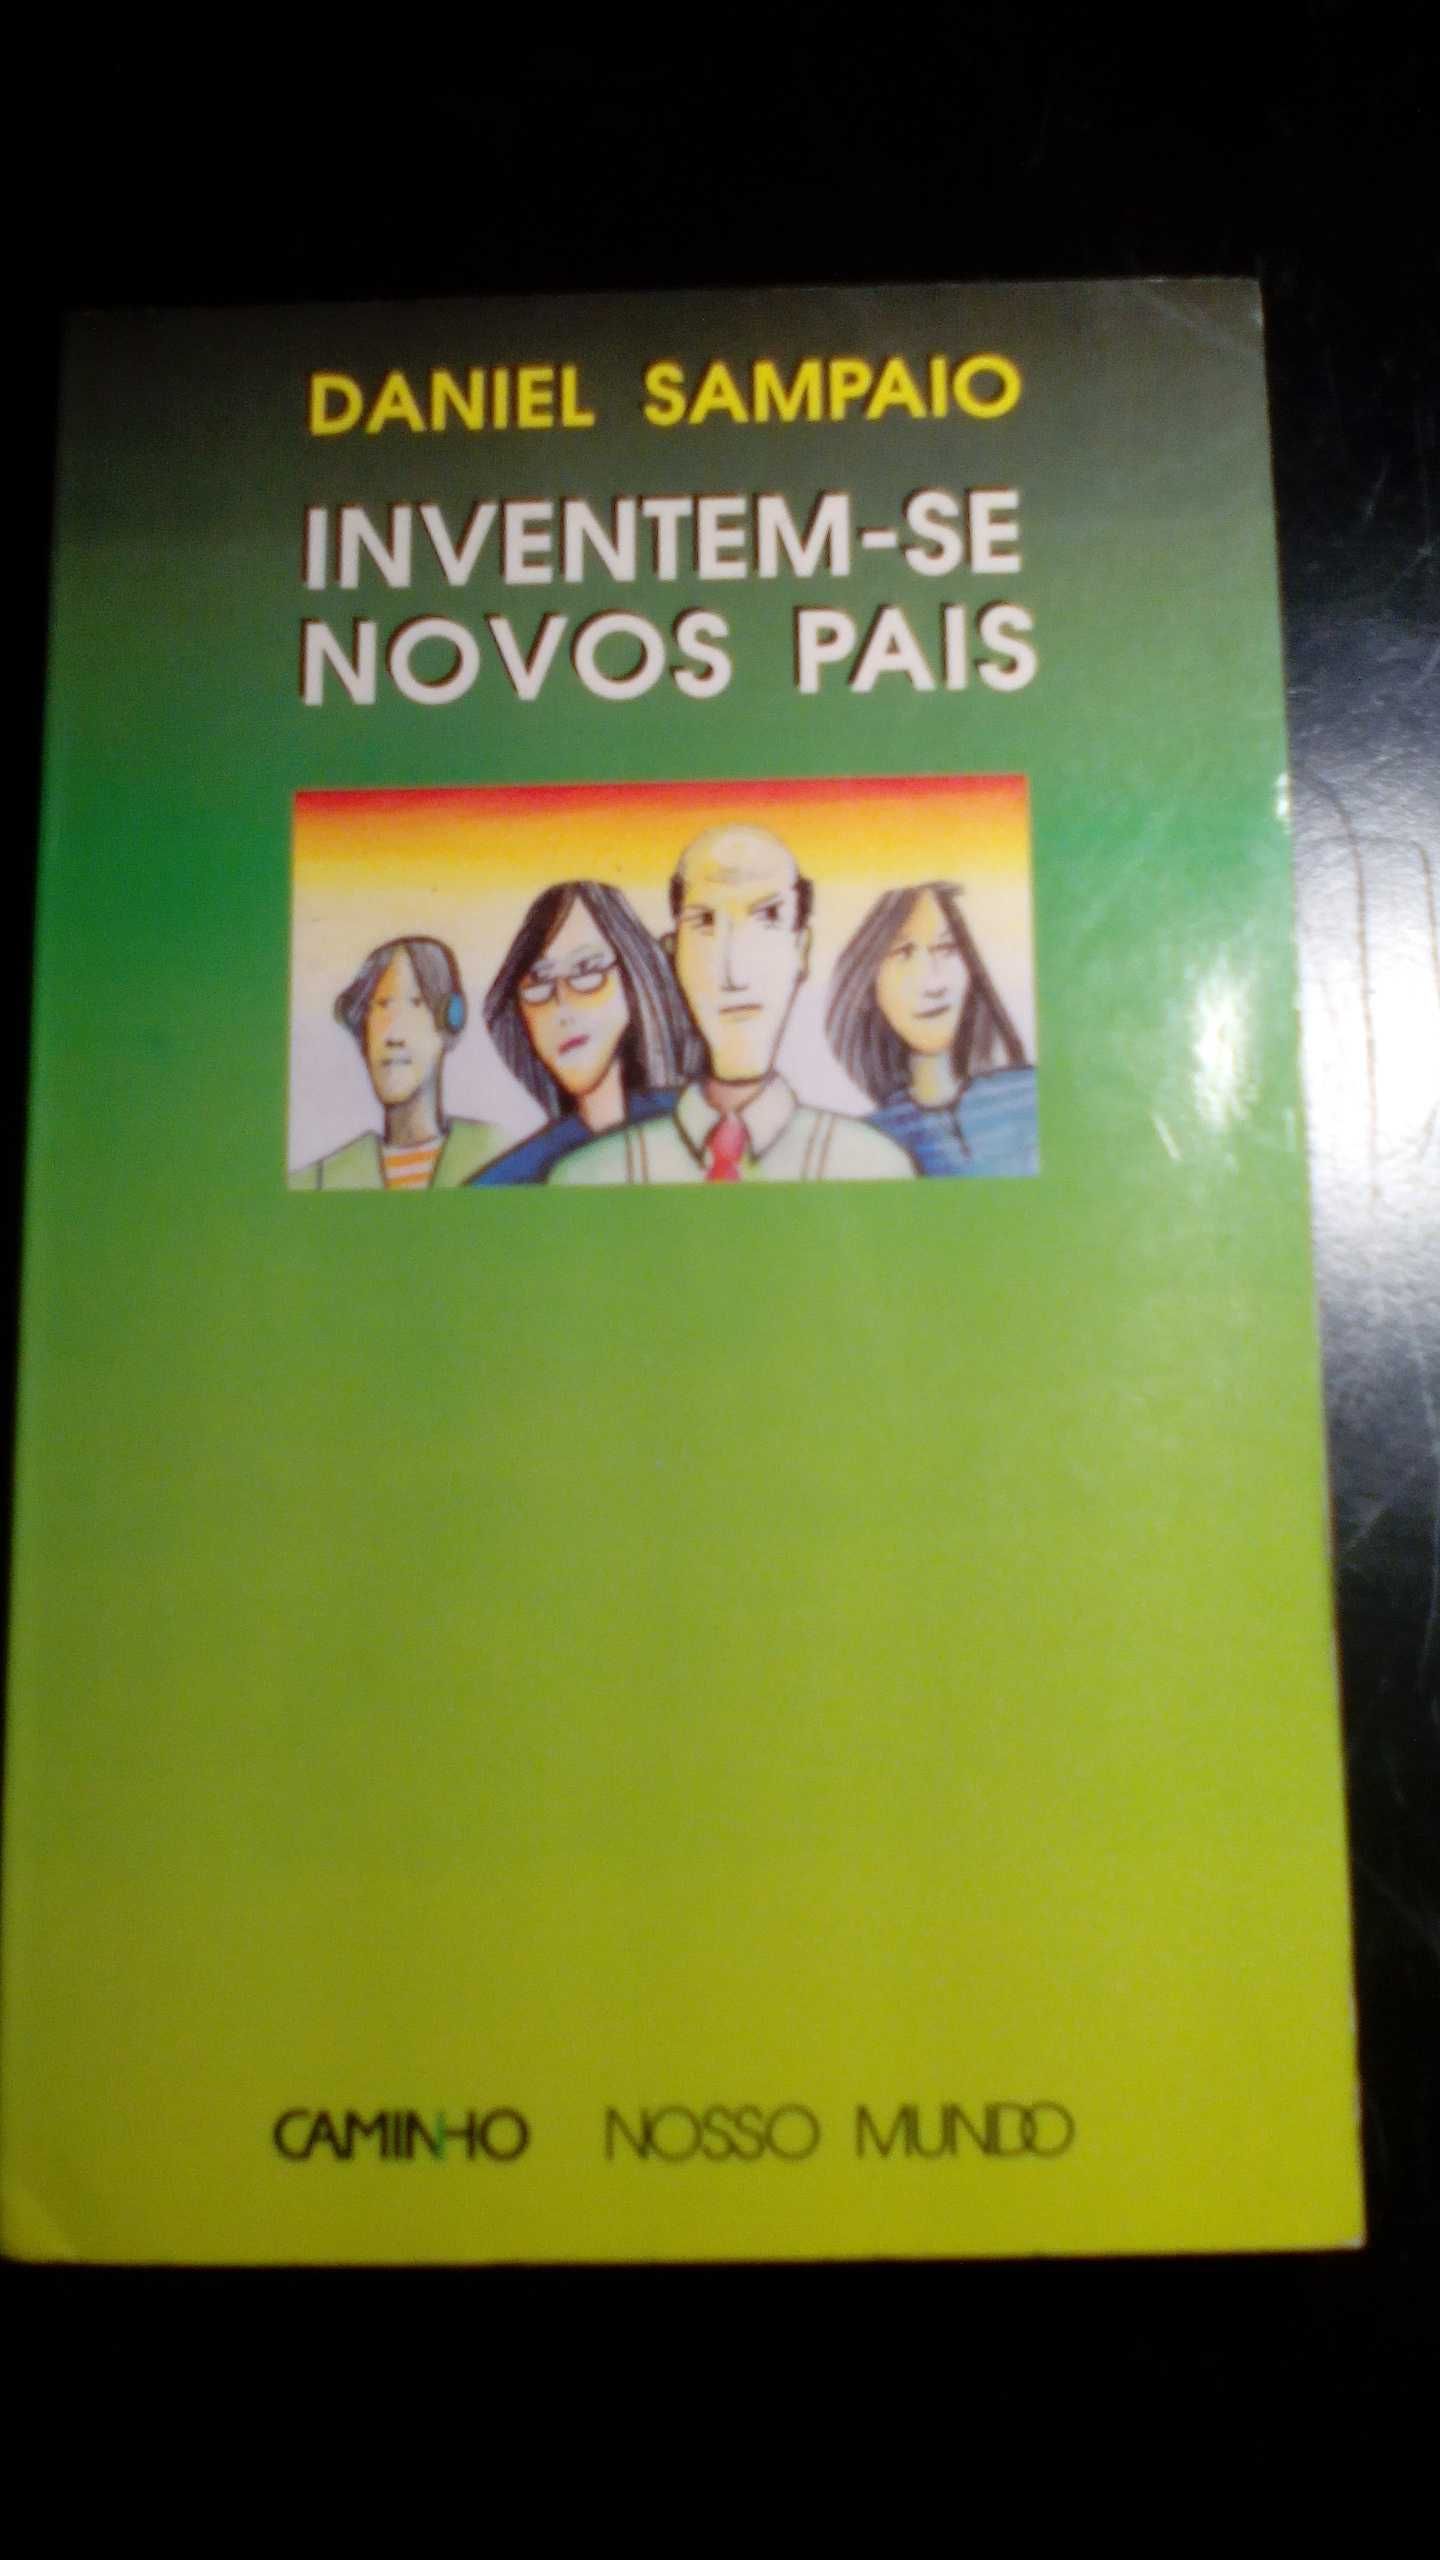 DANIEL SAMPAIO
INVENTEM-SE
NOVOS PAIS
CAMINHO NOSSO MUNDO